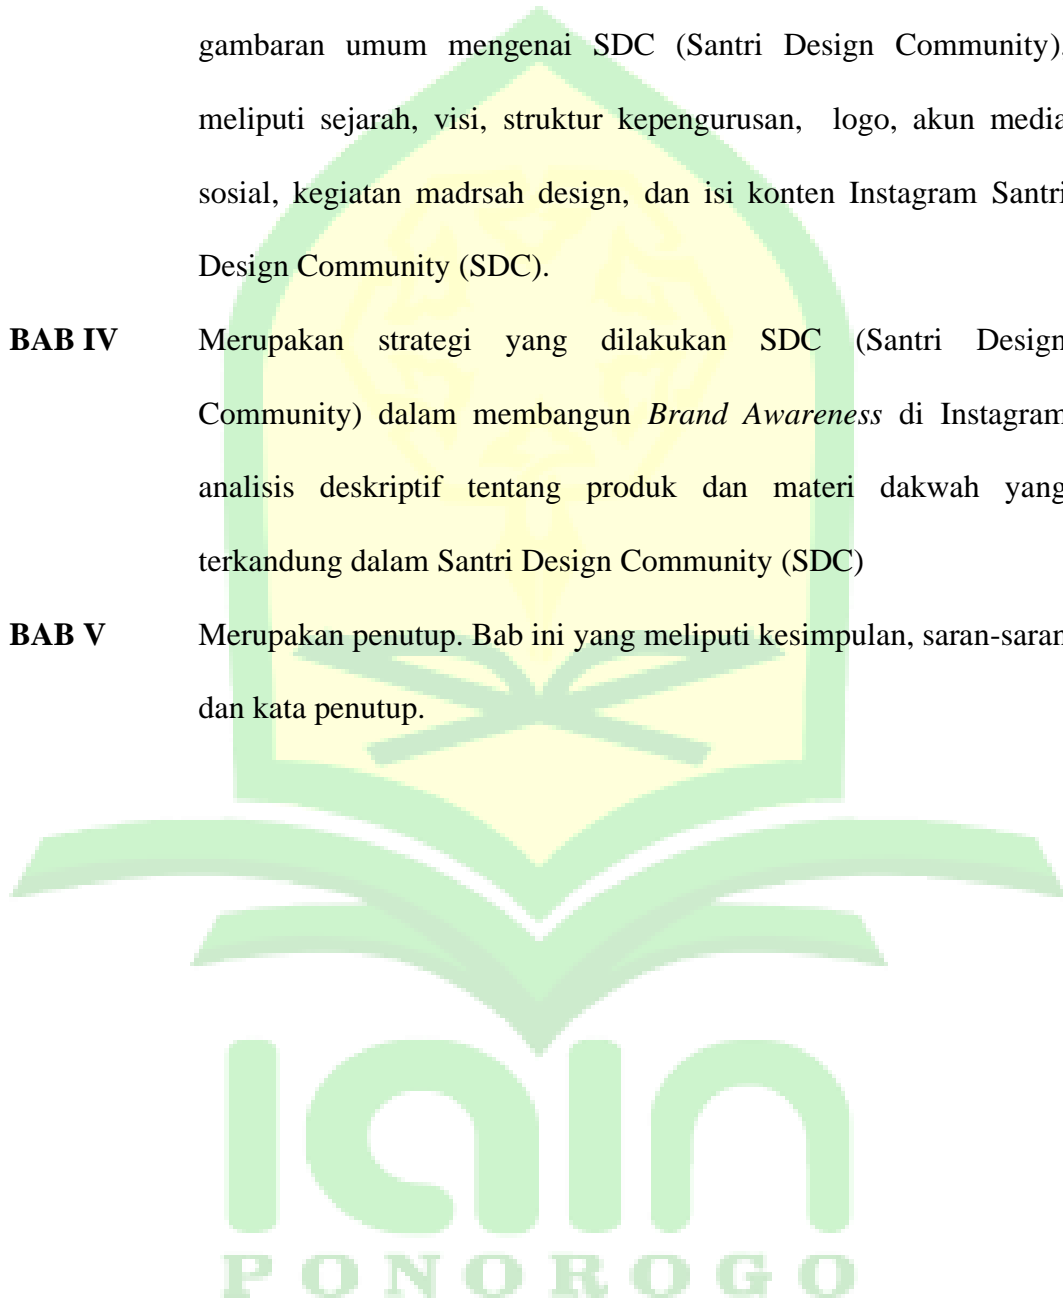 gambaran umum mengenai SDC (Santri Design Community),
meliputi sejarah, visi, struktur kepengurusan, logo, akun media
sosial, kegiatan madrsah design, dan isi konten Instagram Santri
Design Community (SDC).
BAB IV Merupakan strategi yang dilakukan SDC (Santri Design
Community) dalam membangun Brand Awareness di Instagram
analisis deskriptif tentang produk dan materi dakwah yang
terkandung dalam Santri Design Community (SDC)
BAB V Merupakan penutup. Bab ini yang meliputi kesimpulan, saran-saran
dan kata penutup.
iain
PONOROGO